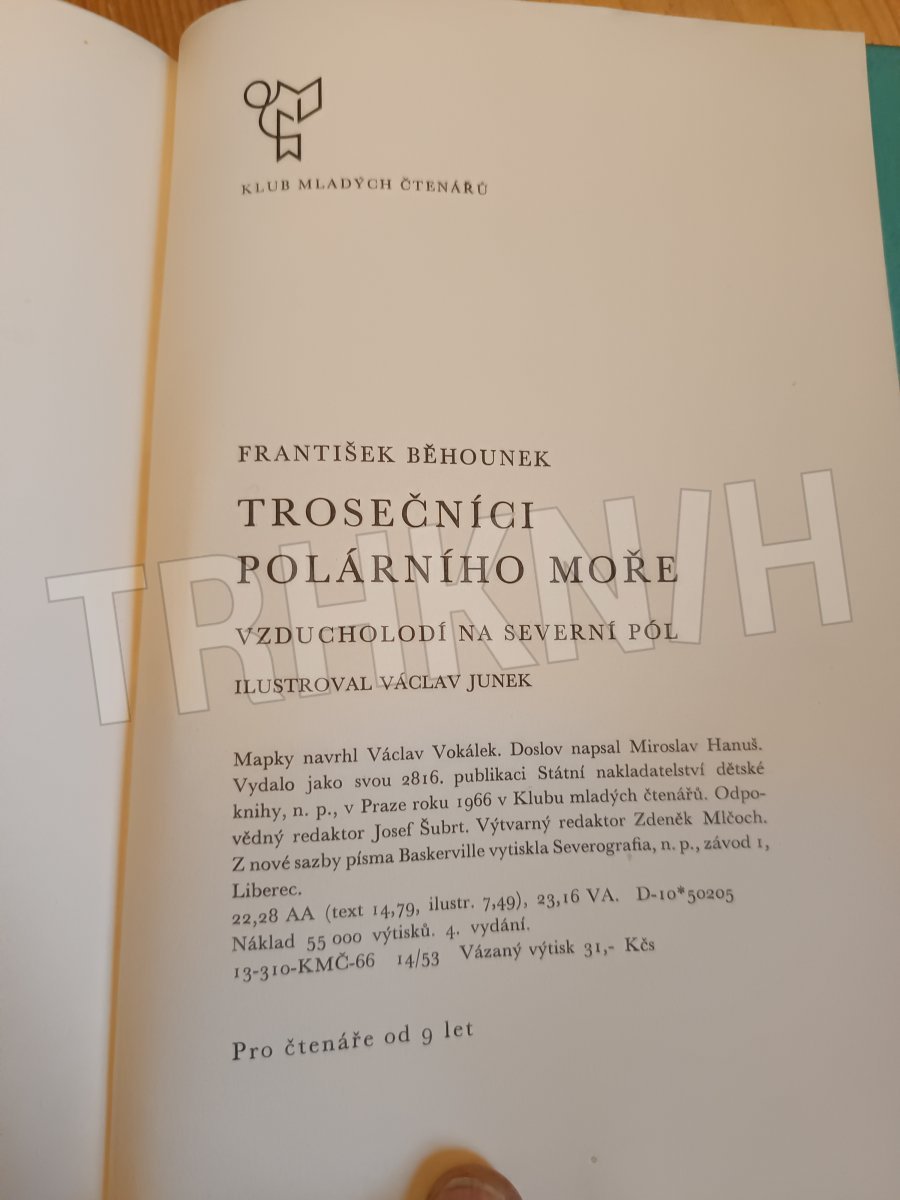 KLUB MLADÝCH ČTENÁŘŮ
FRANTIŠEK BĚHOUNEK
TROSEČNÍCI
POLÁRNÍHO MOŘE
VZDUCHOLODÍ NA SEVERNÍ PÓL
ILUSTROVAL VÁCLAV JUNEK
Mapky navrhl Václav Vokálek. Doslov napsal Miroslav Hanuš.
Vydalo jako svou 2816. publikaci Státní nakladatelství dětské
knihy, n. p., v Praze roku 1966 v Klubu mladých čtenářů. Odpo-
vědný redaktor Josef Šubrt. Výtvarný redaktor Zdeněk Mlčoch.
Z nové sazby písma Baskerville vytiskla Severografia, n. p., závod 1,
Liberec.
22,28 AA (text 14,79, ilustr. 7,49), 23,16 VA. D-10*50205
Náklad 55 000 výtisků. 4. vydání.
13-310-KMČ-66 14/53 Vázaný výtisk 31,- Kčs
Pro čtenáře od 9 let
TRHKNIH